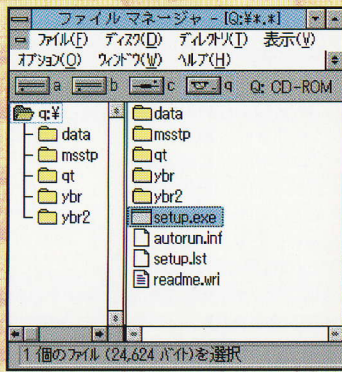 ファイル マネージャ - [Q:¥*.*]
ファイル(F) ディスク(D) ディレクトリ(T) 表示(V)
オプション(O) ウィンドウ(W) ヘルプ(H)
a b c q Q: CD-ROM
q:¥
data
msstp
qt
ybr
ybr2
data
msstp
qt
ybr
ybr2
setup.exe
autorun.inf
setup.lst
readme.wri
1 個のファイル (24,624 バイト)を選択